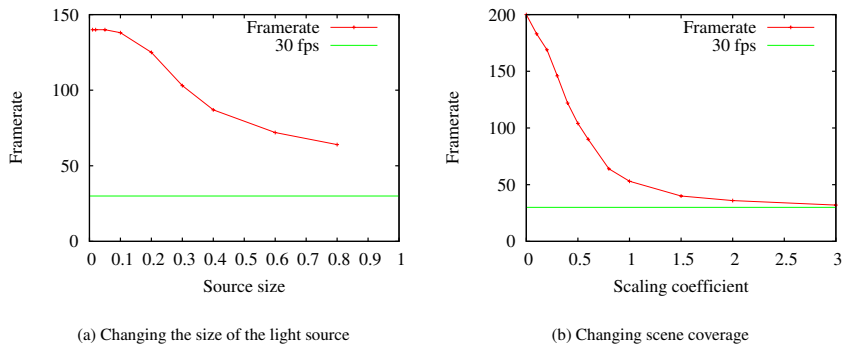 150
100
50
0
Framerate
Framerate
30 fps
0 0.1 0.2 0.3 0.4 0.5 0.6 0.7 0.8 0.9 1
Source size
(a) Changing the size of the light source
200
150
100
50
0
Framerate
Framerate
30 fps
0 0.5 1 1.5 2 2.5 3
Scaling coefficient
(b) Changing scene coverage